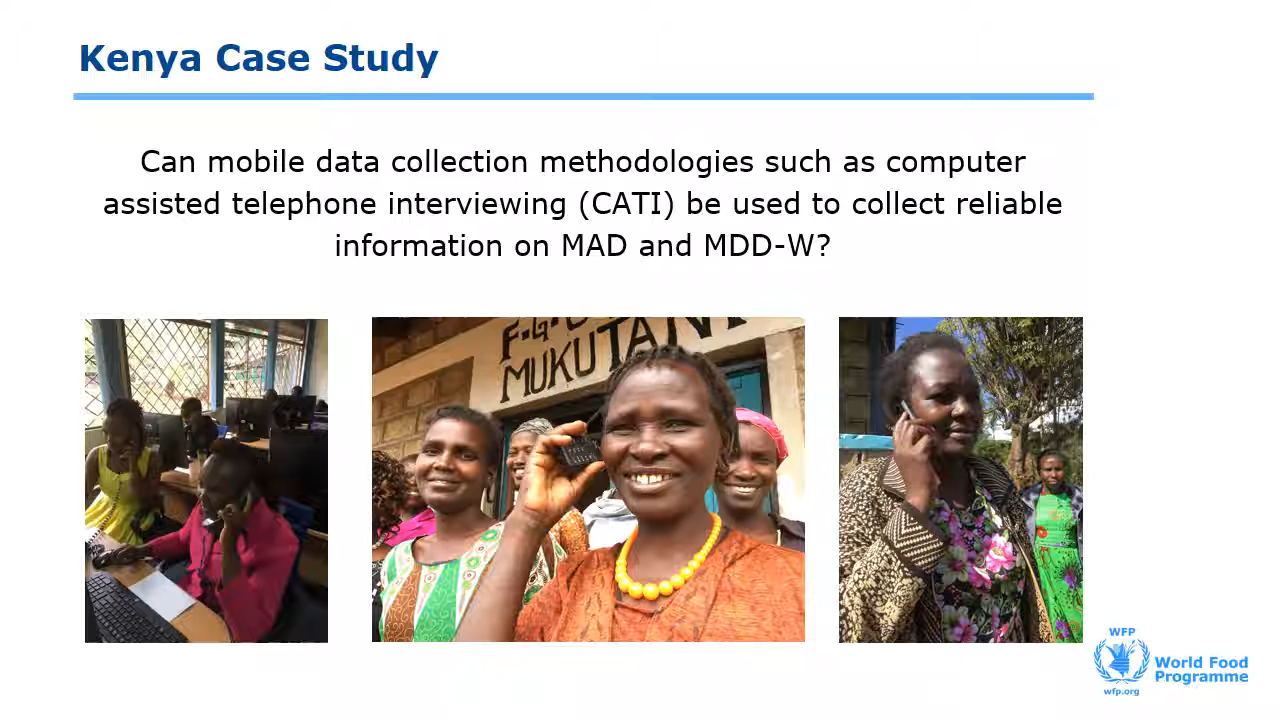 Kenya Case Study
Can mobile data collection methodologies such as computer
assisted telephone interviewing (CATI) be used to collect reliable
information on MAD and MDD-W?
F.G.C
MUKUTANI
WFP
World Food
Programme
wfp.org